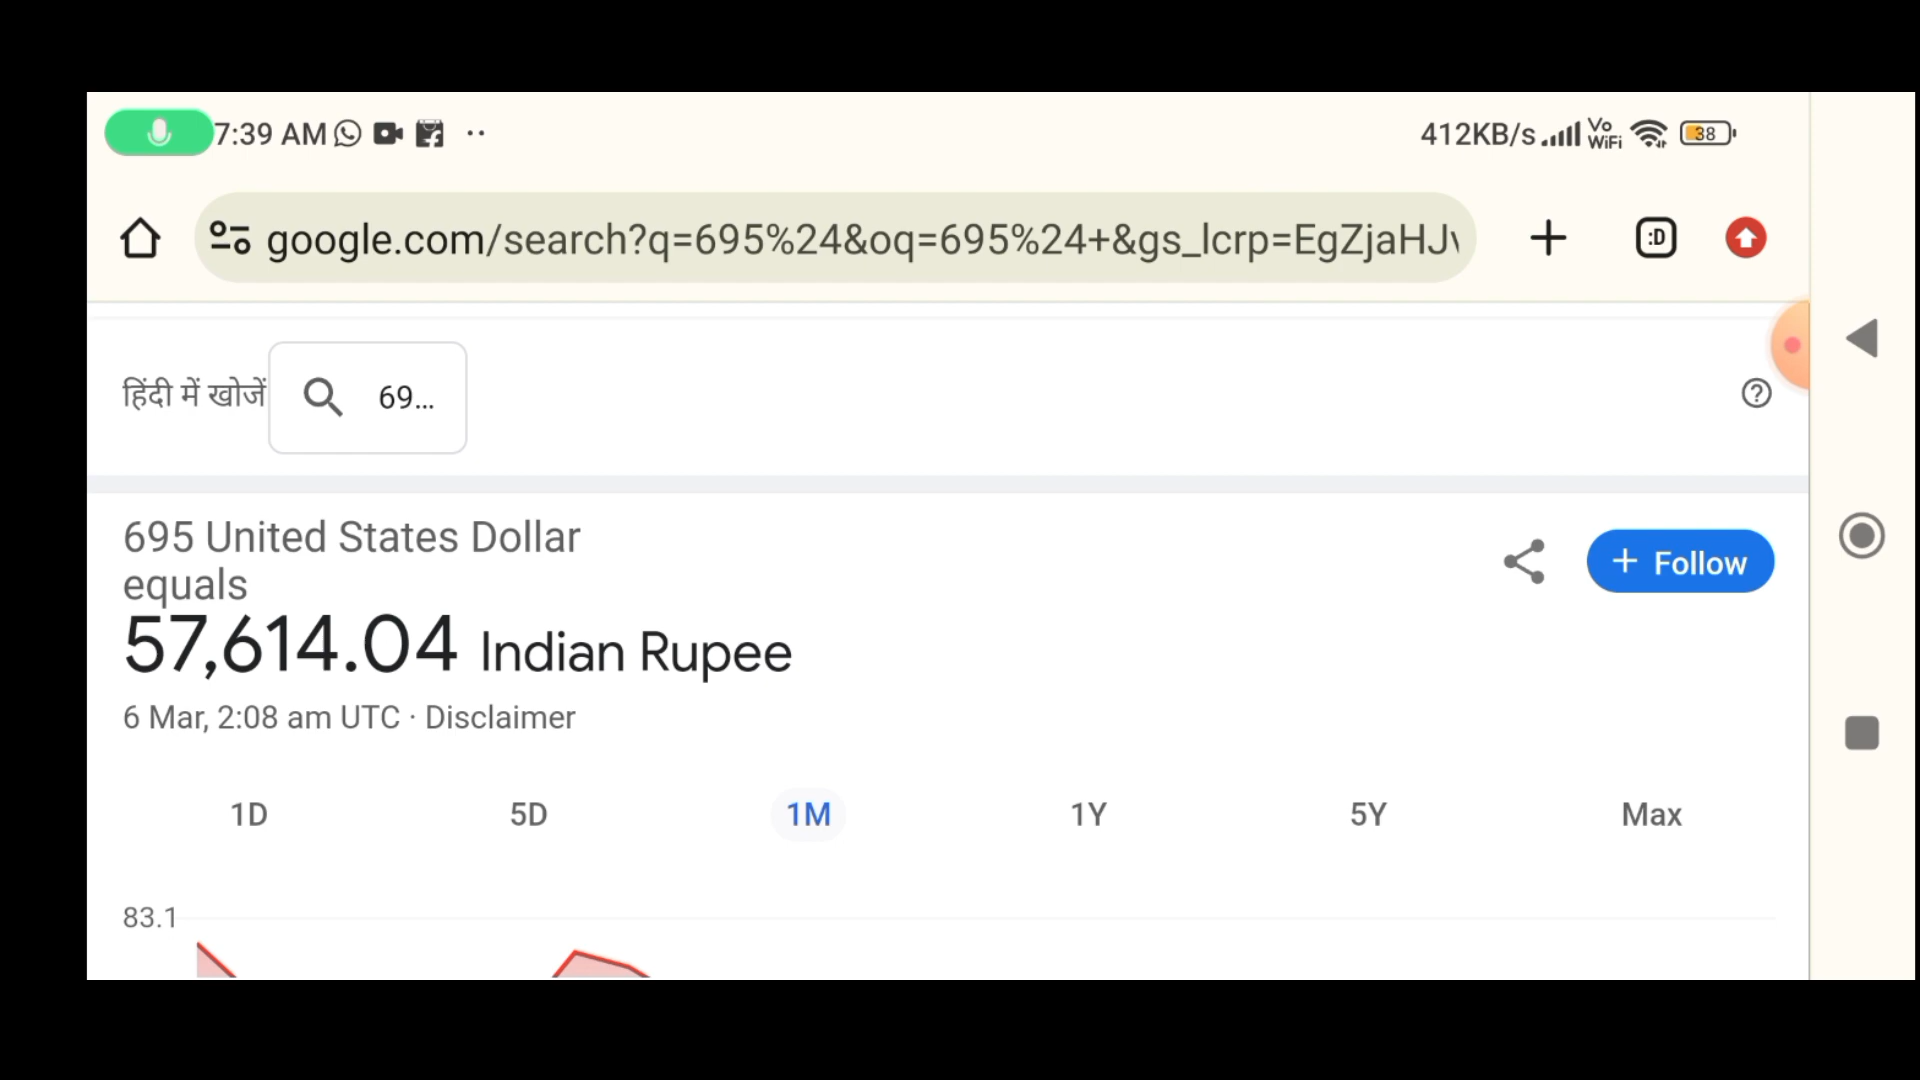 7:39 AM
412KB/s Vo WiFi 38
google.com/search?q=695%24&oq=695%24+&gs_lcrp=EgZjaHJ
:D
हिंदी में खोजें
69...
695 United States Dollar
equals
57,614.04 Indian Rupee
+ Follow
6 Mar, 2:08 am UTC · Disclaimer
1D 5D 1M 1Y 5Y Max
83.1